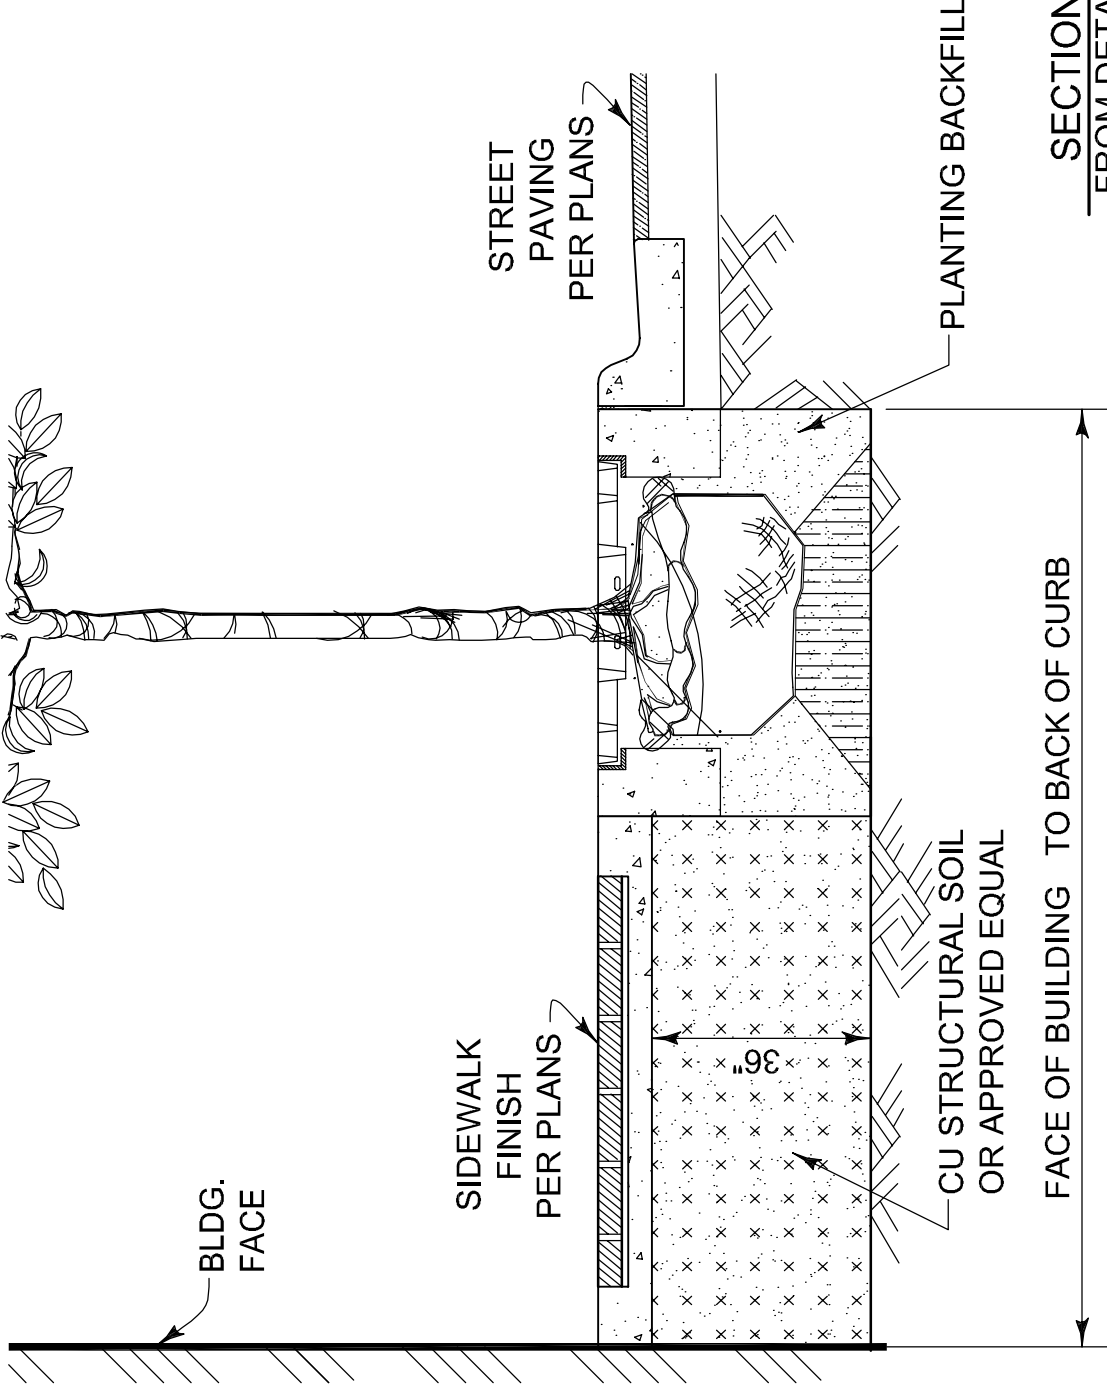 BLDG.
FACE
SIDEWALK
FINISH
PER PLANS
STREET
PAVING
PER PLANS
36"
CU STRUCTURAL SOIL
OR APPROVED EQUAL
PLANTING BACKFILL
FACE OF BUILDING TO BACK OF CURB
SECTION
FROM